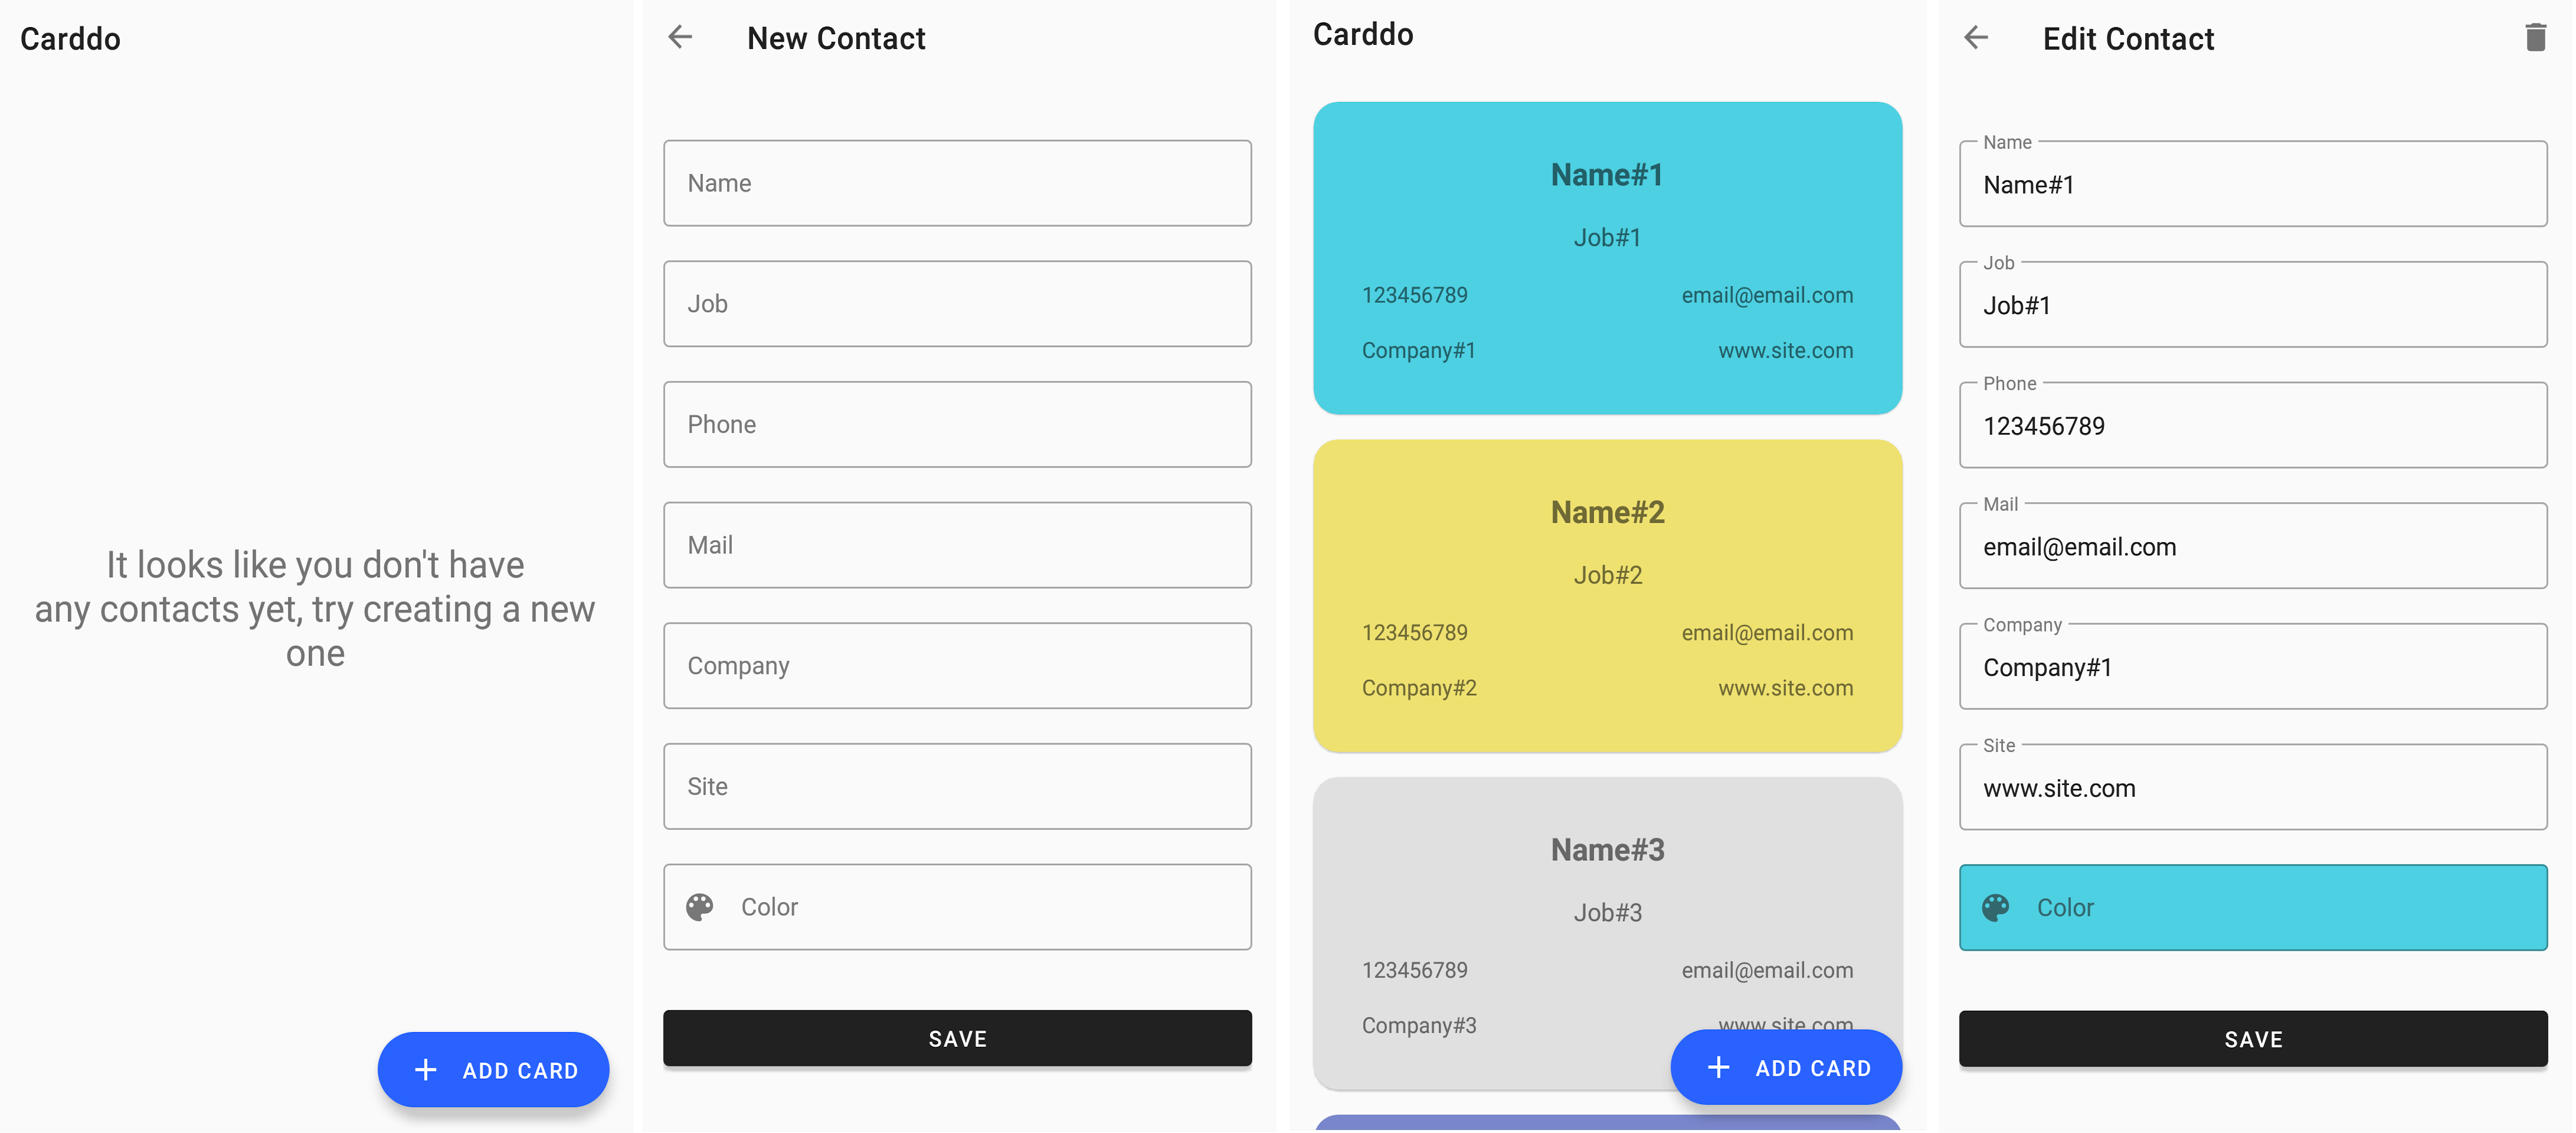 Carddo
It looks like you don't have
any contacts yet, try creating a new
one
ADD CARD
New Contact
Name
Job
Phone
Mail
Company
Site
Color
SAVE
Carddo
Name#1
Job#1
123456789 email@email.com
Company#1 www.site.com
Name#2
Job#2
123456789 email@email.com
Company#2 www.site.com
Name#3
Job#3
123456789 email@email.com
Company#3 www.site.com
ADD CARD
Edit Contact
Name
Name#1
Job
Job#1
Phone
123456789
Mail
email@email.com
Company
Company#1
Site
www.site.com
Color
SAVE